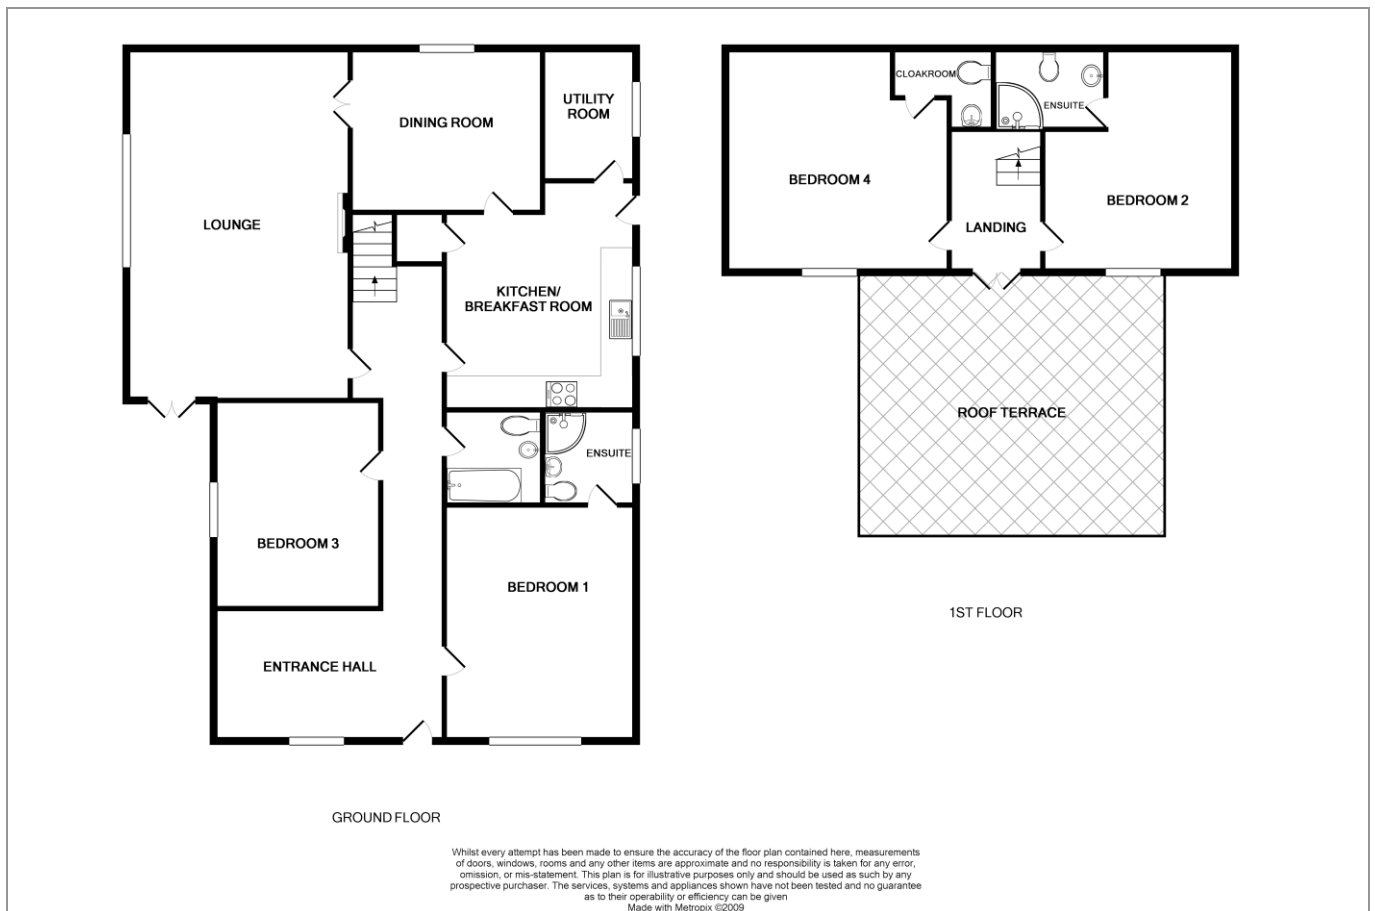 LOUNGE
DINING ROOM
UTILITY
ROOM
KITCHEN/
BREAKFAST ROOM
ENSUITE
BEDROOM 3
BEDROOM 1
ENTRANCE HALL
GROUND FLOOR
CLOAKROOM
ENSUITE
BEDROOM 4
BEDROOM 2
LANDING
ROOF TERRACE
1ST FLOOR
Whilst every attempt has been made to ensure the accuracy of the floor plan contained here, measurements
of doors, windows, rooms and any other items are approximate and no responsibility is taken for any error,
omission, or mis-statement. This plan is for illustrative purposes only and should be used as such by any
prospective purchaser. The services, systems and appliances shown have not been tested and no guarantee
as to their operability or efficiency can be given
Made with Metropix ©2009